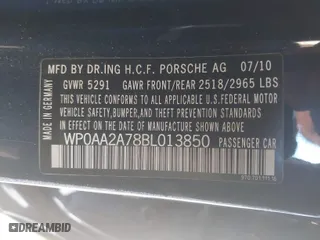 MFD BY DR.ING H.C.F. PORSCHE AG 07/10
GVWR 5291 GAWR FRONT/REAR 2518/2965 LBS
THIS VEHICLE CONFORMS TO ALL APPLICABLE U.S.
FEDERAL MOTOR VEHICLE SAFETY, BUMPER, AND
THEFT PREVENTION STANDARDS IN EFFECT ON THE
DATE OF MANUFACTURE SHOWN ABOVE
WP0AA2A78BL013850 PASSENGER CAR
MADE IN GERMANY